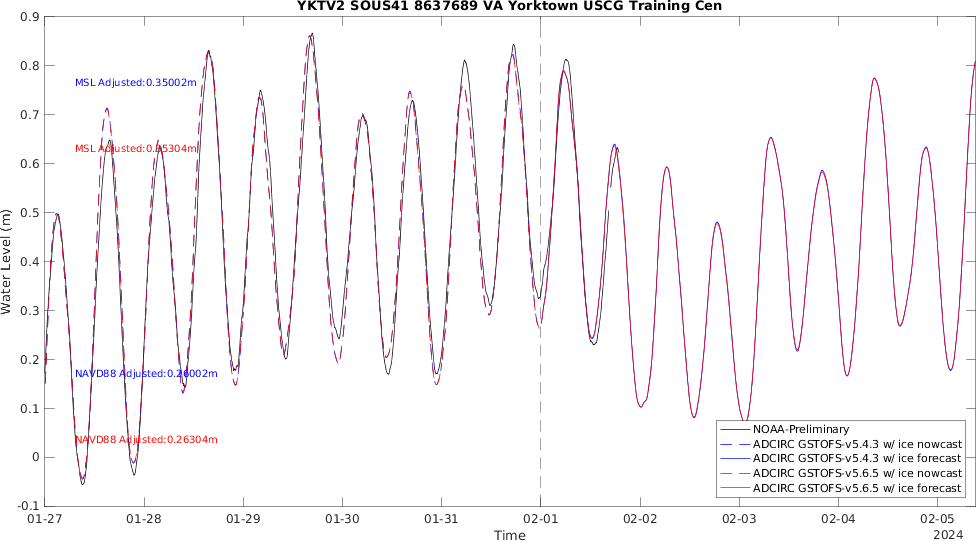 YKTV2 SOUS41 8637689 VA Yorktown USCG Training Cen
0.9
0.8
0.7
0.6
0.5
0.4
0.3
0.2
0.1
0
-0.1
Water Level (m)
MSL Adjusted:0.35002m
MSL Adjusted:0.35304m
NAVD88 Adjusted:0.26002m
NAVD88 Adjusted:0.26304m
NOAA-Preliminary
ADCIRC GSTOFS-v5.4.3 w/ ice nowcast
ADCIRC GSTOFS-v5.4.3 w/ ice forecast
ADCIRC GSTOFS-v5.6.5 w/ ice nowcast
ADCIRC GSTOFS-v5.6.5 w/ ice forecast
01-27 01-28 01-29 01-30 01-31 02-01 02-02 02-03 02-04 02-05
Time
2024